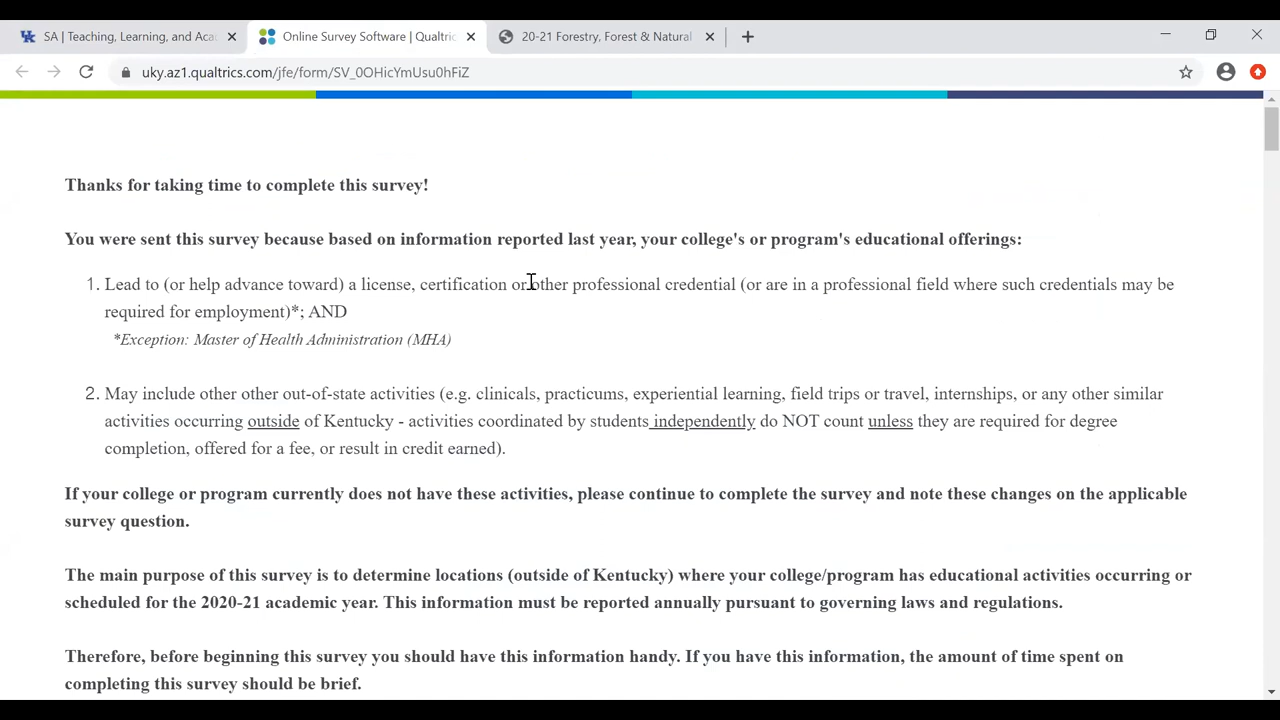 SA | Teaching, Learning, and Aca
Online Survey Software | Qualtric
20-21 Forestry, Forest & Natural
uky.az1.qualtrics.com/jfe/form/SV_0OHicYmUsu0hFiZ
Thanks for taking time to complete this survey!
You were sent this survey because based on information reported last year, your college's or program's educational offerings:
1. Lead to (or help advance toward) a license, certification or other professional credential (or are in a professional field where such credentials may be
required for employment)*; AND
*Exception: Master of Health Administration (MHA)
2. May include other other out-of-state activities (e.g. clinicals, practicums, experiential learning, field trips or travel, internships, or any other similar
activities occurring outside of Kentucky - activities coordinated by students independently do NOT count unless they are required for degree
completion, offered for a fee, or result in credit earned).
If your college or program currently does not have these activities, please continue to complete the survey and note these changes on the applicable
survey question.
The main purpose of this survey is to determine locations (outside of Kentucky) where your college/program has educational activities occurring or
scheduled for the 2020-21 academic year. This information must be reported annually pursuant to governing laws and regulations.
Therefore, before beginning this survey you should have this information handy. If you have this information, the amount of time spent on
completing this survey should be brief.